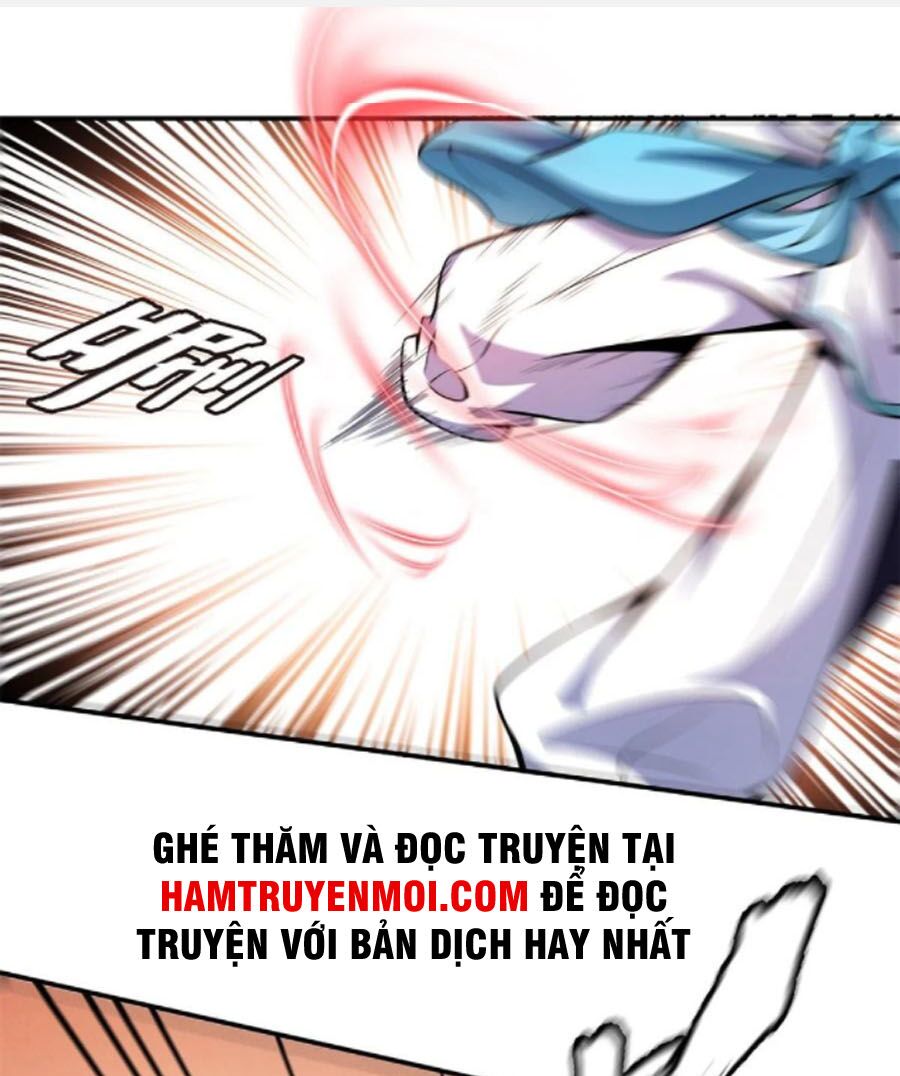 GHÉ THĂM VÀ ĐỌC TRUYỆN TẠI
HAMTRUYENMOI.COM ĐỂ ĐỌC
TRUYỆN VỚI BẢN DỊCH HAY NHẤT